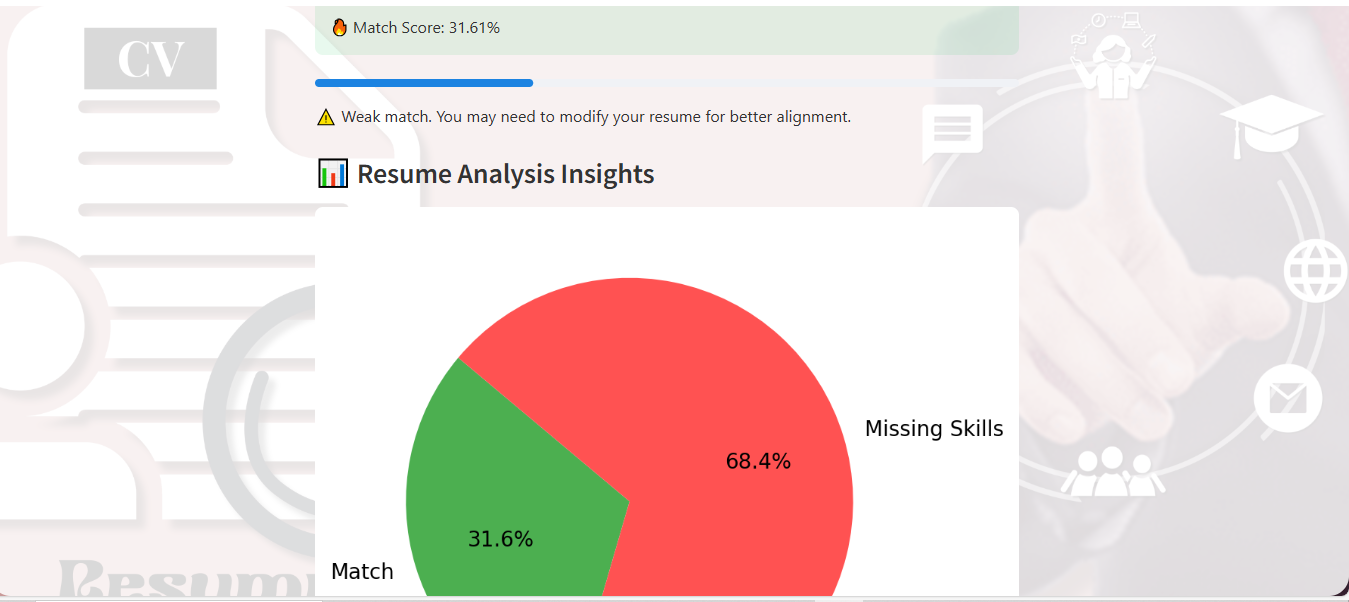 CV
🔥 Match Score: 31.61%
⚠ Weak match. You may need to modify your resume for better alignment.
📊 Resume Analysis Insights
Missing Skills
68.4%
31.6%
Match